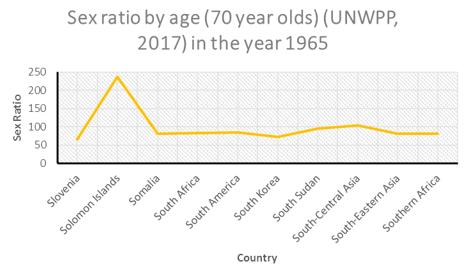 Sex ratio by age (70 year olds) (UNWPP,
2017) in the year 1965
Sex Ratio
250
200
150
100
50
0
Slovenia
Solomon Islands
Somalia
South Africa
South America
South Korea
South Sudan
South-Central Asia
South-Eastern Asia
Southern Africa
Country